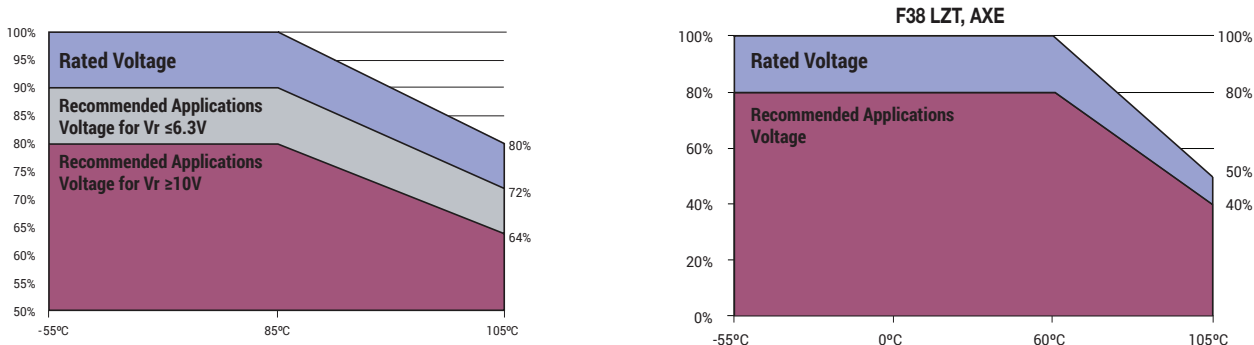 100%
95%
90%
85%
80%
75%
70%
65%
60%
55%
50%
Rated Voltage
Recommended Applications
Voltage for Vr ≤6.3V
Recommended Applications
Voltage for Vr ≥10V
80%
72%
64%
-55ºC
85ºC
105ºC
F38 LZT, AXE
100%
80%
60%
40%
20%
0%
Rated Voltage
Recommended Applications
Voltage
100%
80%
50%
40%
-55ºC
0ºC
60ºC
105ºC